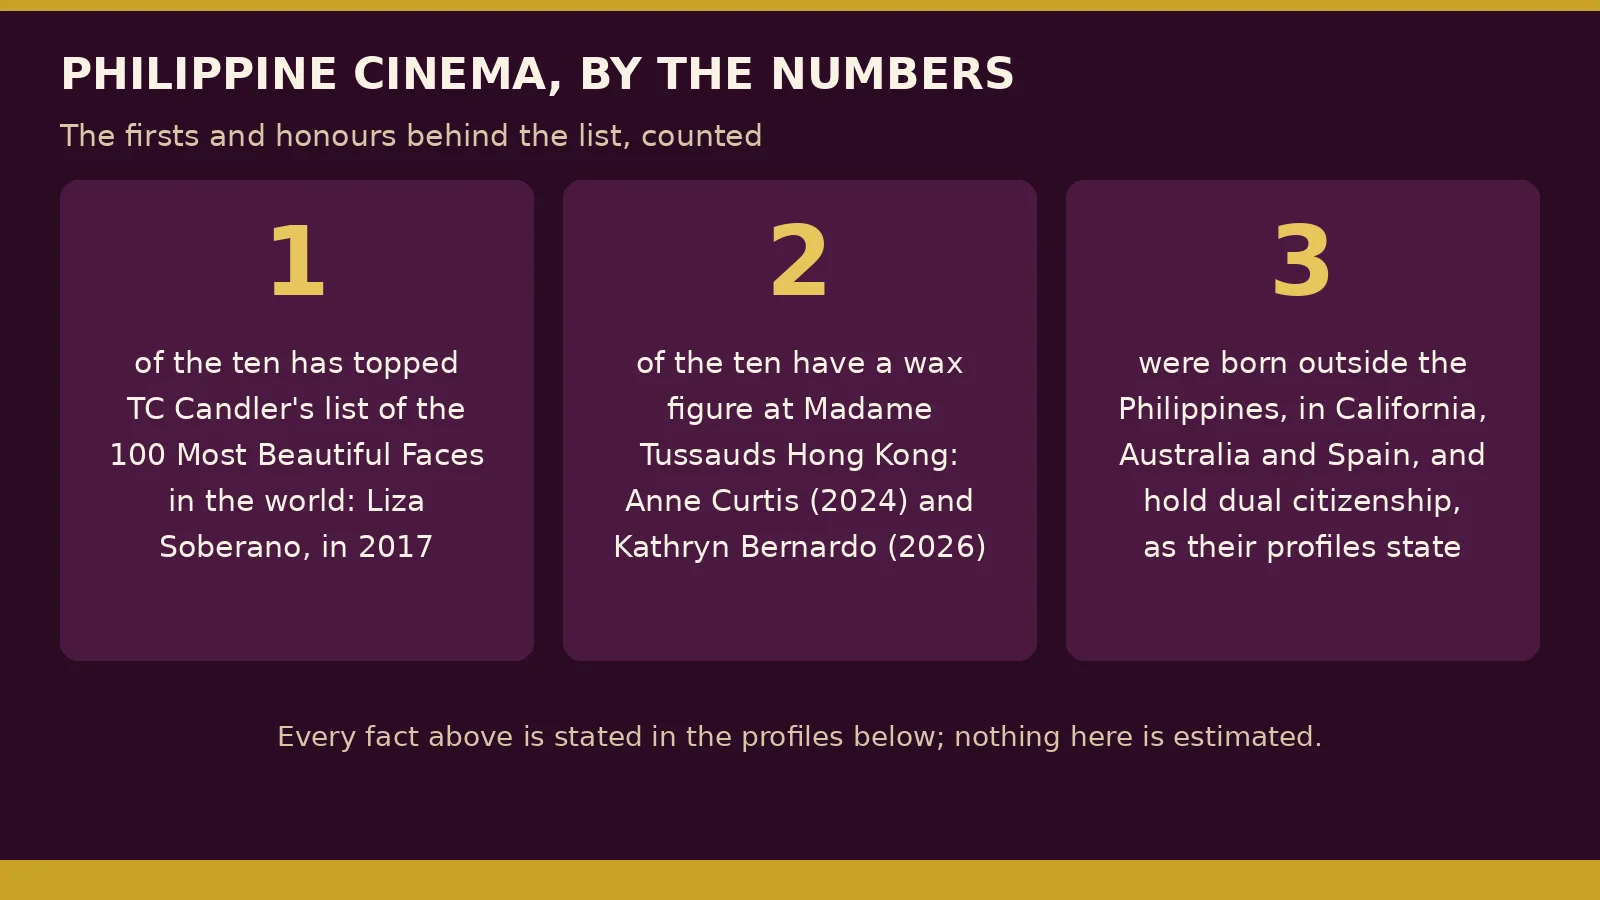 PHILIPPINE CINEMA, BY THE NUMBERS
The firsts and honours behind the list, counted
1
of the ten has topped
TC Candler's list of the
100 Most Beautiful Faces
in the world: Liza
Soberano, in 2017
2
of the ten have a wax
figure at Madame
Tussauds Hong Kong:
Anne Curtis (2024) and
Kathryn Bernardo (2026)
3
were born outside the
Philippines, in California,
Australia and Spain, and
hold dual citizenship,
as their profiles state
Every fact above is stated in the profiles below; nothing here is estimated.